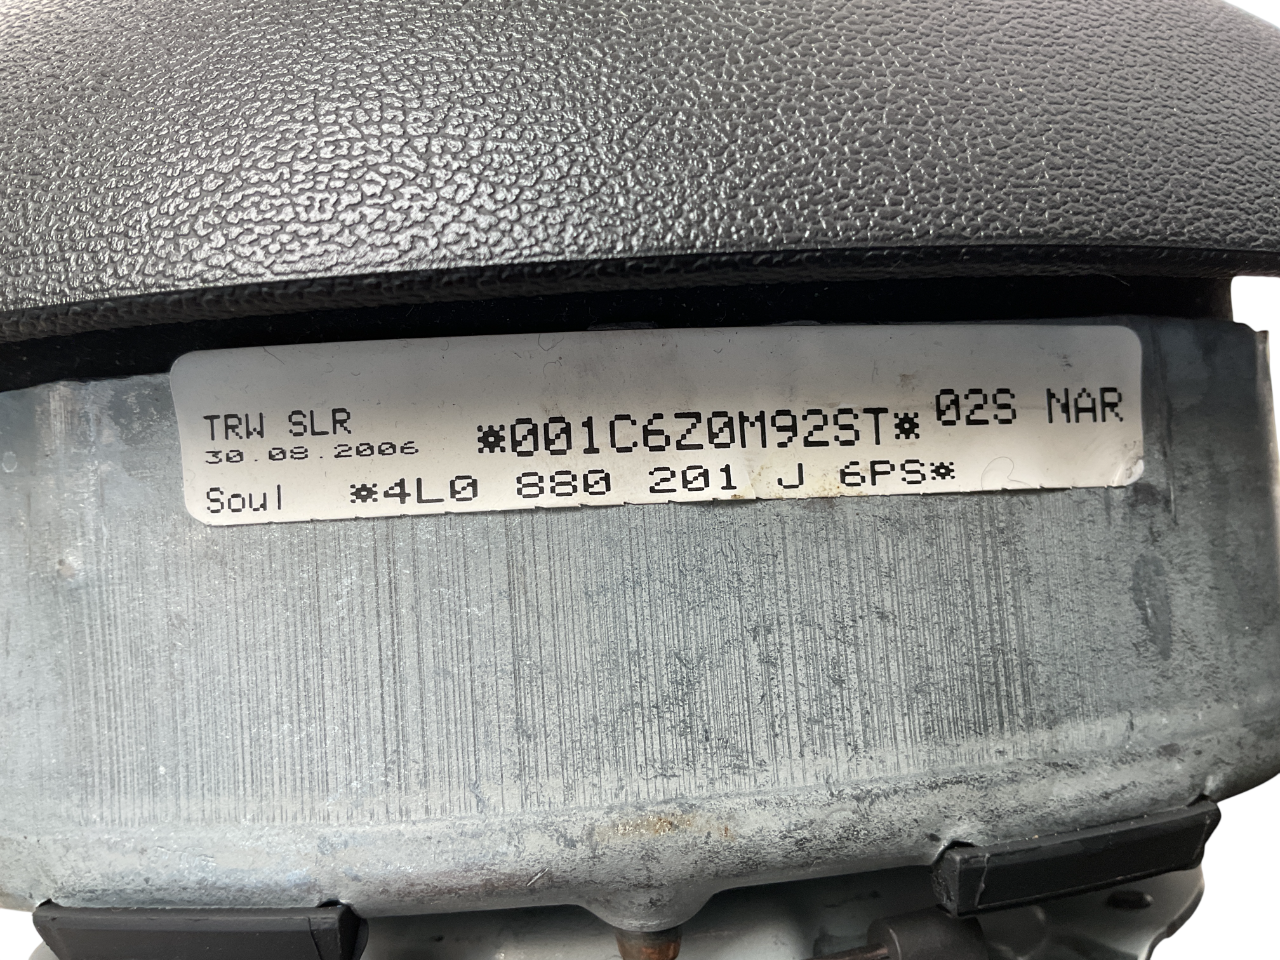 TRW SLR
30.08.2006
*001C6Z0M92ST* 02S NAR
Soul *4L0 880 201 J 6PS*